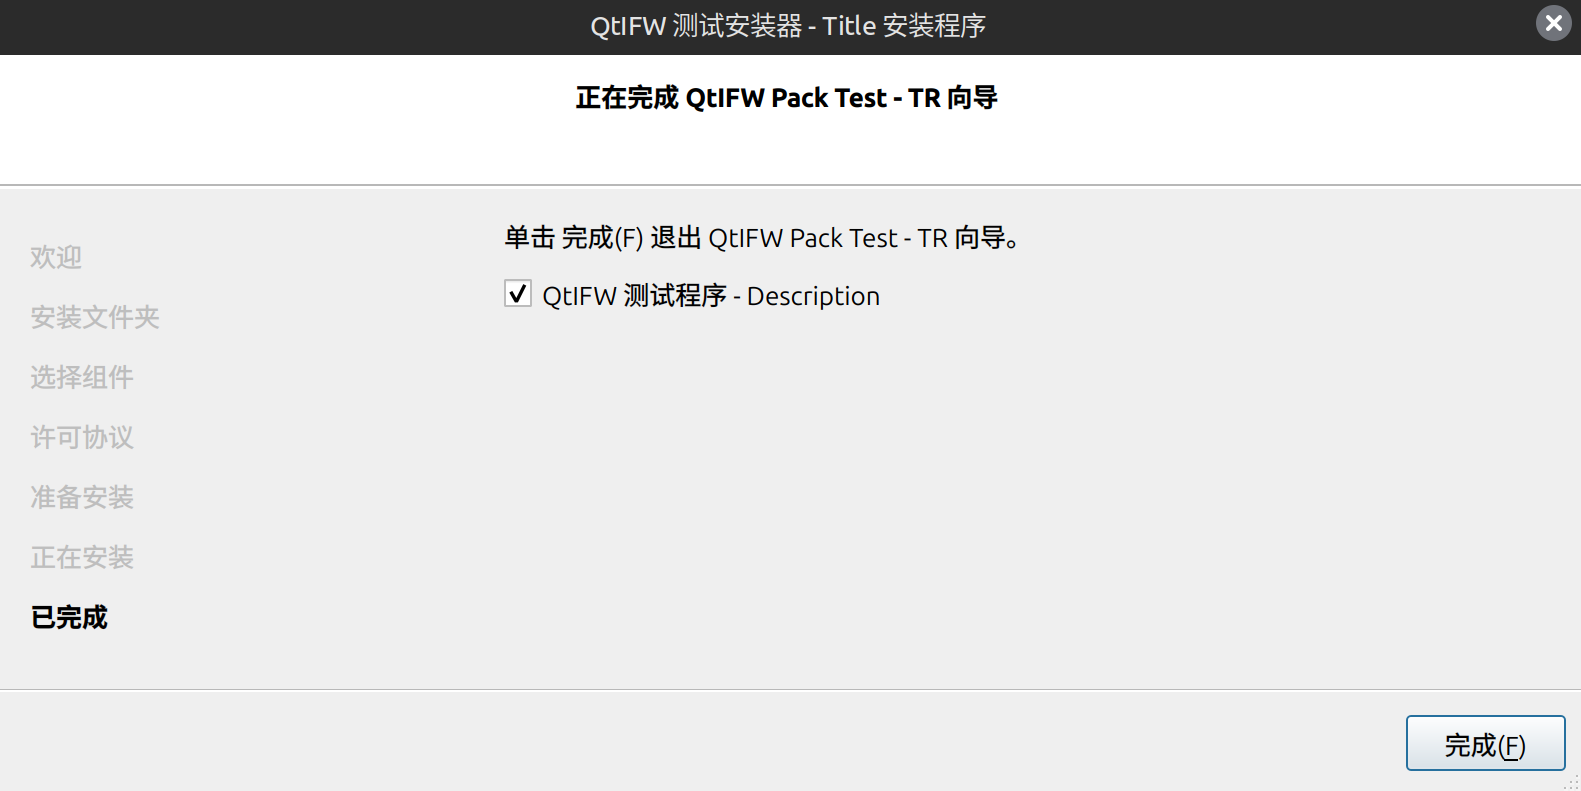 QtIFW 测试安装器 - Title 安装程序
正在完成 QtIFW Pack Test - TR 向导
欢迎
安装文件夹
选择组件
许可协议
准备安装
正在安装
已完成
单击 完成(F) 退出 QtIFW Pack Test - TR 向导。
QtIFW 测试程序 - Description
完成(F)